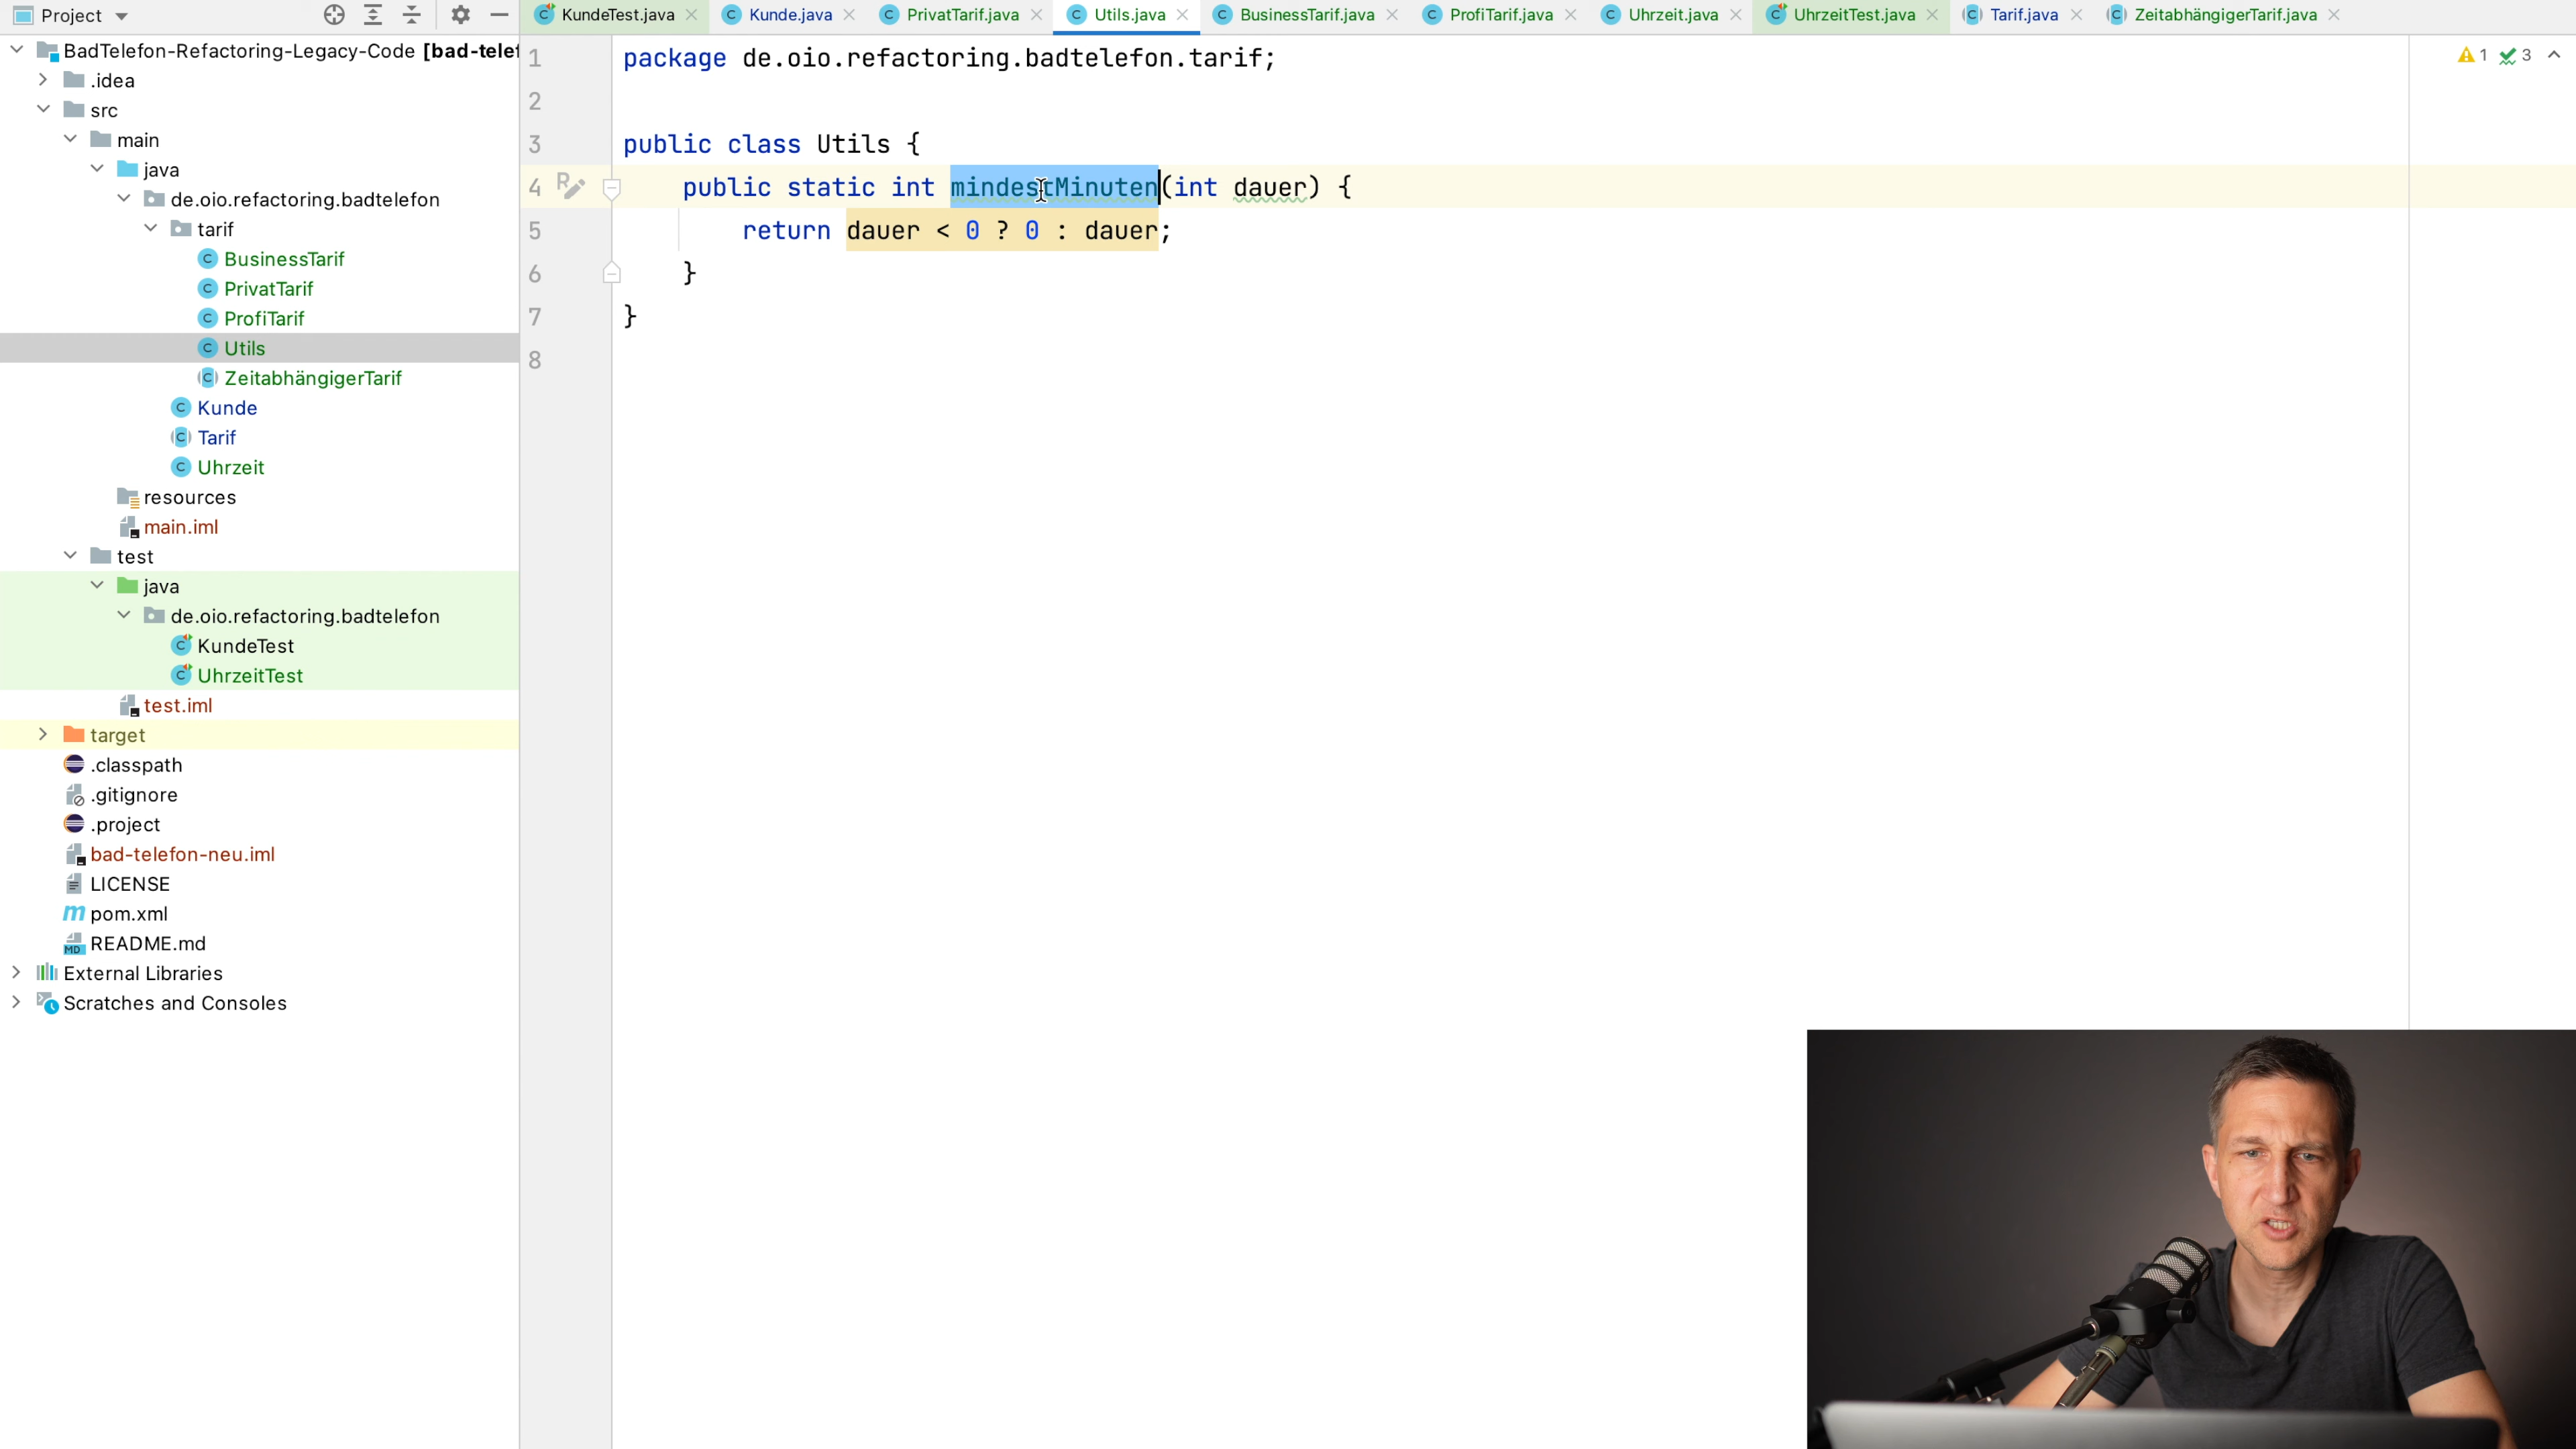 Project
KundeTest.java
Kunde.java
PrivatTarif.java
Utils.java
BusinessTarif.java
ProfiTarif.java
Uhrzeit.java
UhrzeitTest.java
Tarif.java
ZeitabhängigerTarif.java
BadTelefon-Refactoring-Legacy-Code [bad-telef
.idea
src
main
java
de.oio.refactoring.badtelefon
tarif
BusinessTarif
PrivatTarif
ProfiTarif
Utils
ZeitabhängigerTarif
Kunde
Tarif
Uhrzeit
resources
main.iml
test
java
de.oio.refactoring.badtelefon
KundeTest
UhrzeitTest
test.iml
target
.classpath
.gitignore
.project
bad-telefon-neu.iml
LICENSE
pom.xml
README.md
External Libraries
Scratches and Consoles
1 package de.oio.refactoring.badtelefon.tarif;
2
3 public class Utils {
4 public static int mindestMinuten(int dauer) {
5 return dauer < 0 ? 0 : dauer;
6 }
7 }
8
1 3